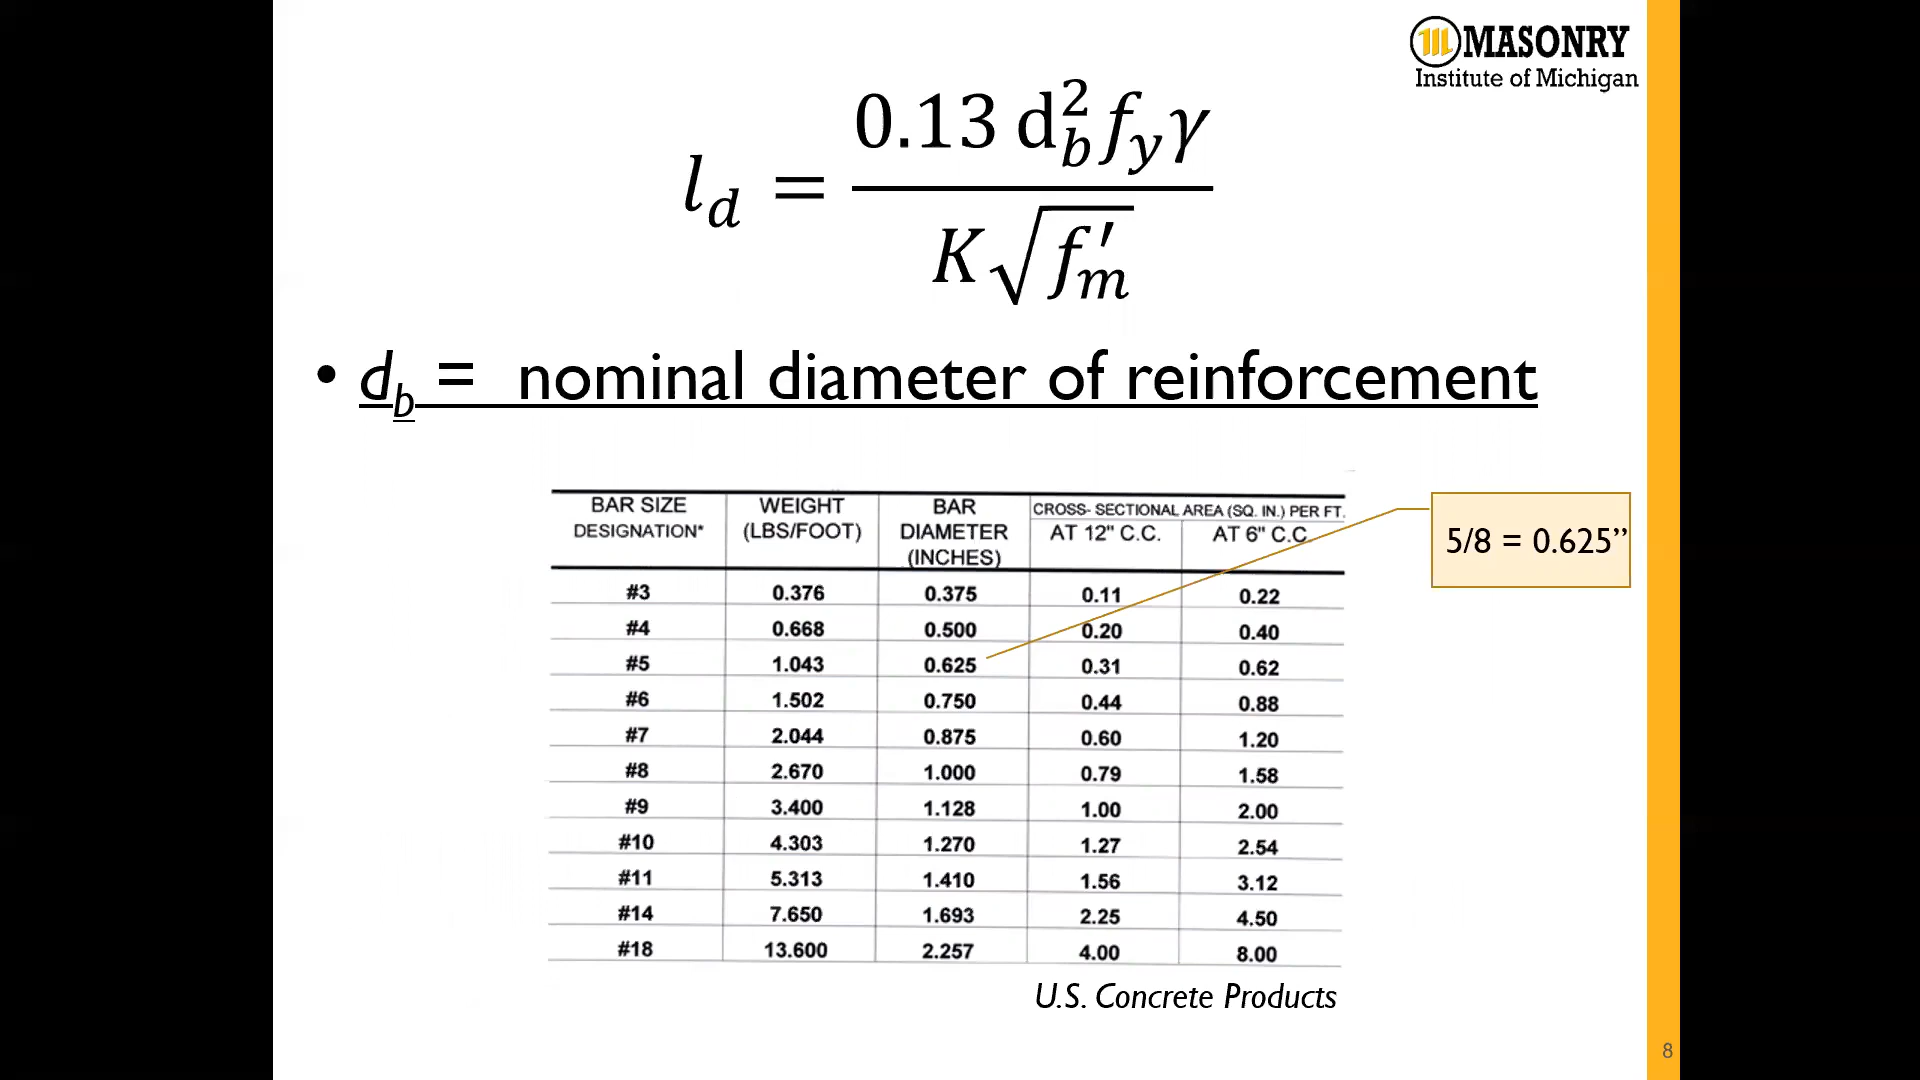 MASONRY
Institute of Michigan
l_d = \frac{0.13 d_b^2 f_y γ}{K \sqrt{f'_m}}
• d_b = nominal diameter of reinforcement
5/8 = 0.625”
BAR SIZE DESIGNATION* WEIGHT (LBS/FOOT) BAR DIAMETER (INCHES) CROSS- SECTIONAL AREA (SQ. IN.) PER FT.
AT 12" C.C. AT 6" C.C.
#3 0.376 0.375 0.11 0.22
#4 0.668 0.500 0.20 0.40
#5 1.043 0.625 0.31 0.62
#6 1.502 0.750 0.44 0.88
#7 2.044 0.875 0.60 1.20
#8 2.670 1.000 0.79 1.58
#9 3.400 1.128 1.00 2.00
#10 4.303 1.270 1.27 2.54
#11 5.313 1.410 1.56 3.12
#14 7.650 1.693 2.25 4.50
#18 13.600 2.257 4.00 8.00
U.S. Concrete Products
8